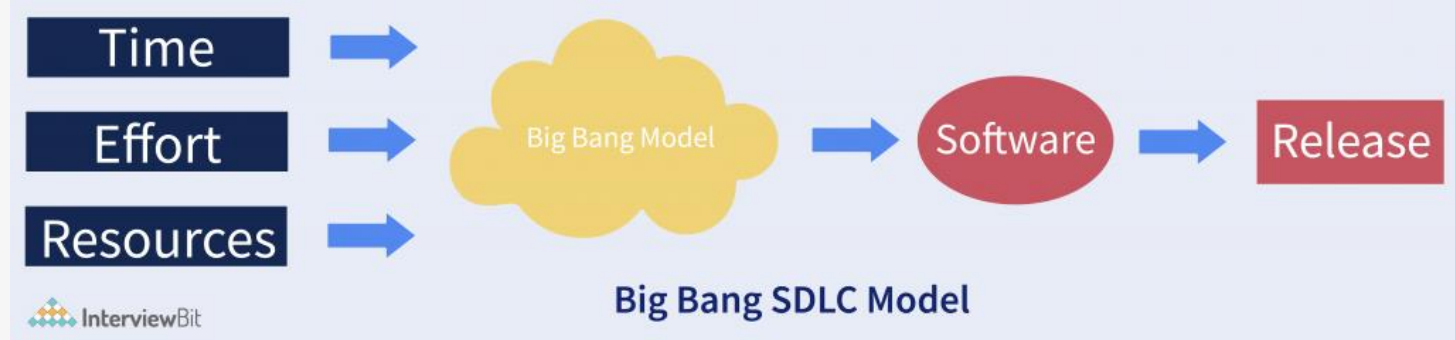 Time
Effort
Resources
Big Bang Model
Software
Release
Big Bang SDLC Model
InterviewBit